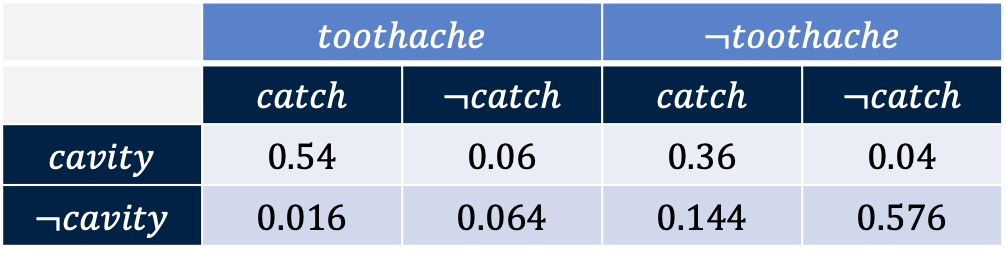 toothache ¬toothache
catch ¬catch catch ¬catch
cavity 0.54 0.06 0.36 0.04
¬cavity 0.016 0.064 0.144 0.576